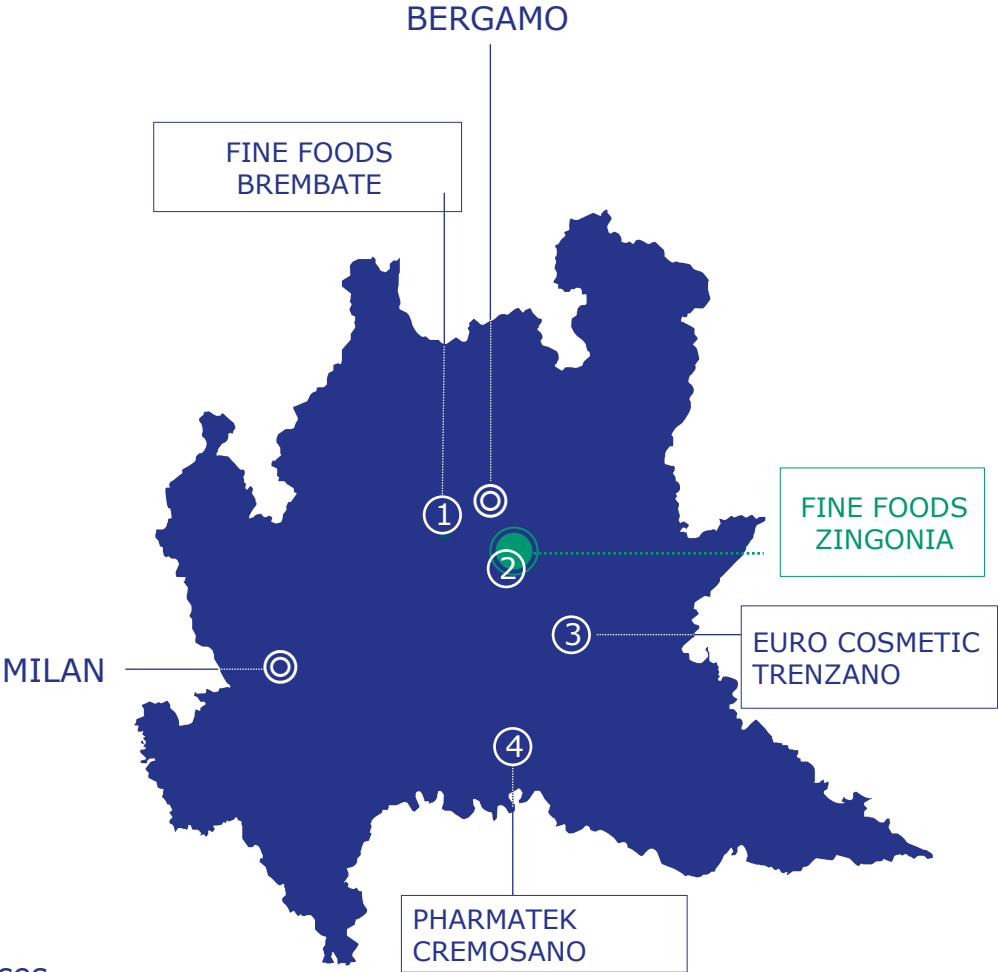 BERGAMO
FINE FOODS
BREMBATE
1
2
FINE FOODS
ZINGONIA
3
EURO COSMETIC
TRENZANO
MILAN
4
PHARMATEK
CREMOSANO